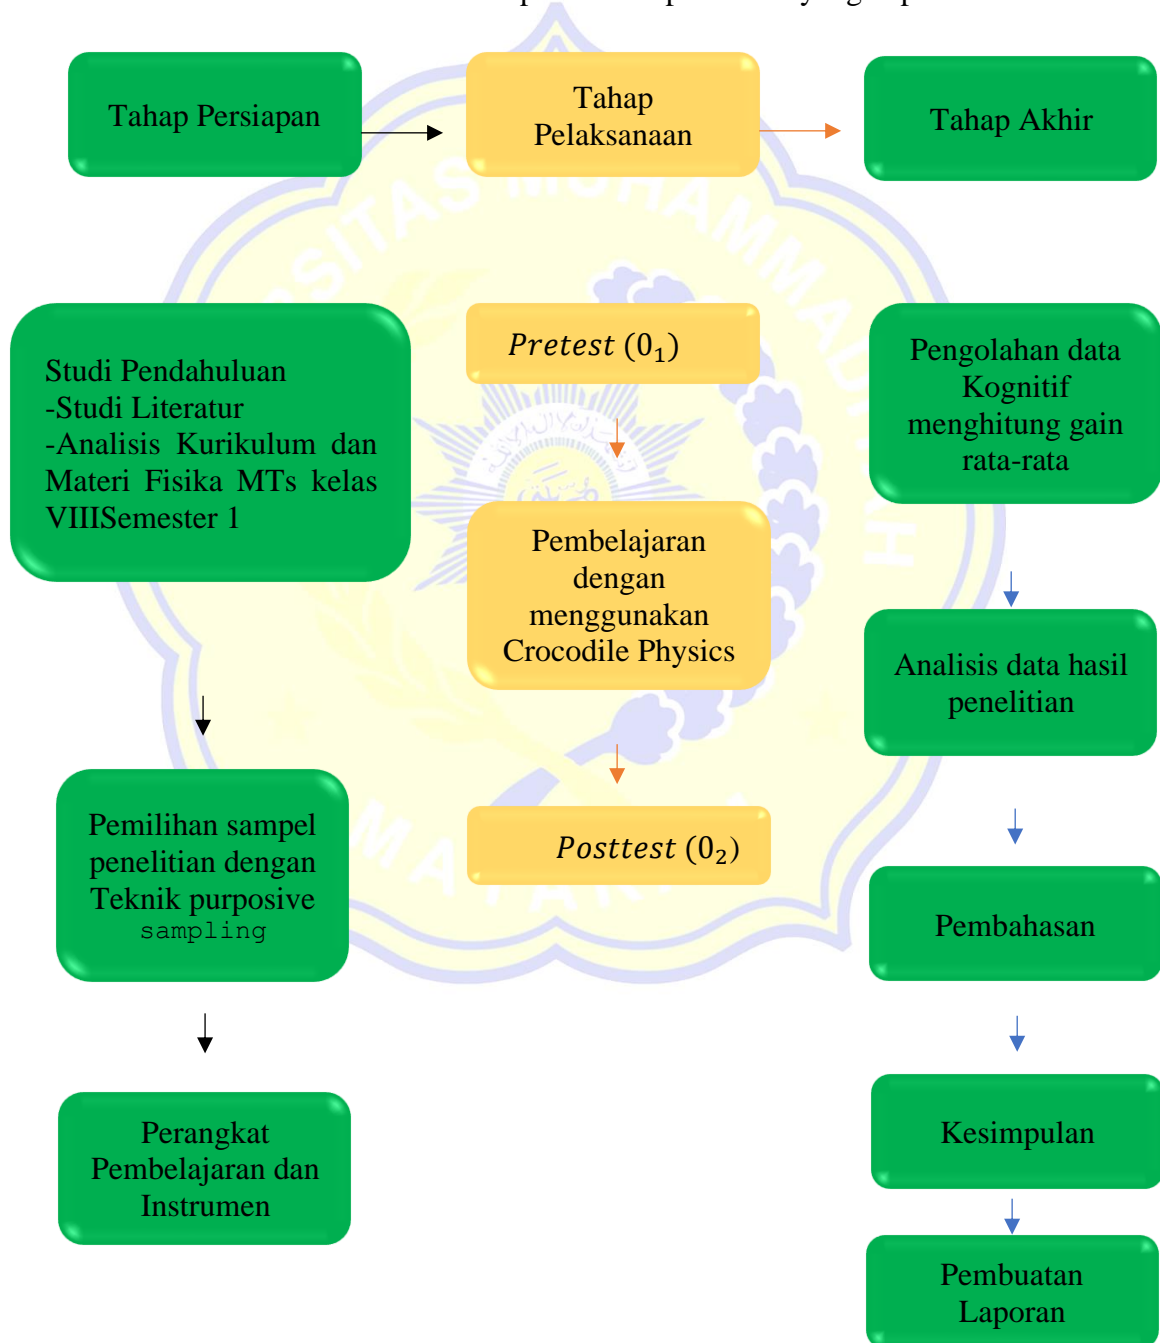 Tahap Persiapan
Tahap
Pelaksanaan
Tahap Akhir
Studi Pendahuluan
-Studi Literatur
-Analisis Kurikulum dan
Materi Fisika MTs kelas
VIIISemester 1
Pemilihan sampel
penelitian dengan
Teknik purposive
sampling
Perangkat
Pembelajaran dan
Instrumen
Pretest (0₁)
Pembelajaran
dengan
menggunakan
Crocodile Physics
Posttest (0₂)
Pengolahan data
Kognitif
menghitung gain
rata-rata
Analisis data hasil
penelitian
Pembahasan
Kesimpulan
Pembuatan
Laporan